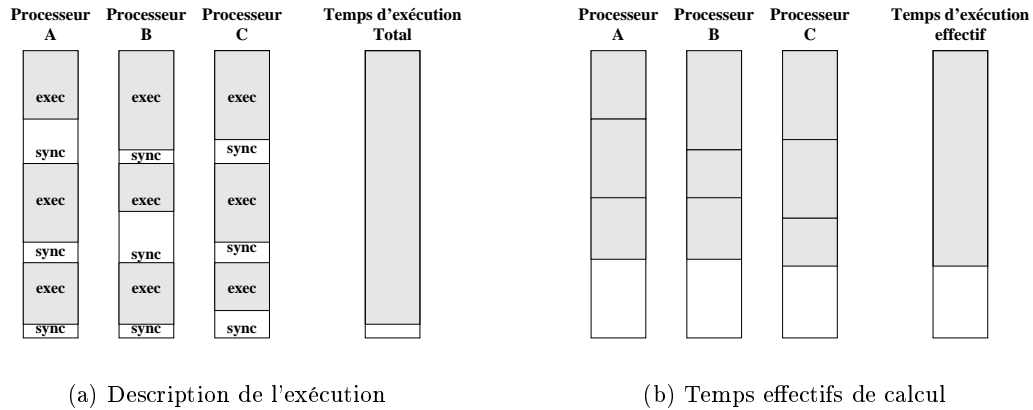 Processeur A
Processeur B
Processeur C
Temps d'exécution Total
exec
exec
exec
sync
sync
sync
exec
exec
exec
sync
sync
sync
exec
exec
exec
sync
sync
sync
(a) Description de l'exécution
Processeur A
Processeur B
Processeur C
Temps d'exécution effectif
(b) Temps effectifs de calcul